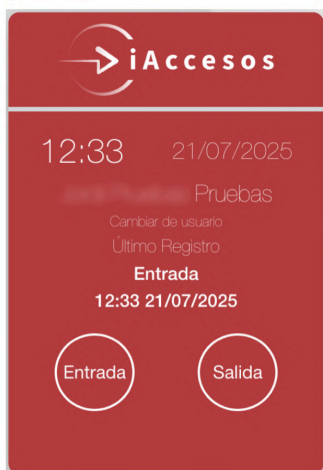 iAccesos
12:33 21/07/2025
Pruebas
Cambiar de usuario
Último Registro
Entrada
12:33 21/07/2025
Entrada Salida